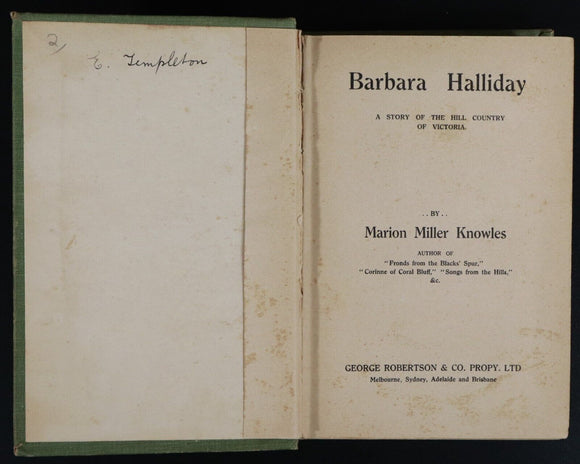 2/
E. Templeton
Barbara Halliday
A STORY OF THE HILL COUNTRY
OF VICTORIA.
. . BY . .
Marion Miller Knowles
AUTHOR OF
"Fronds from the Blacks' Spur,"
"Corinne of Coral Bluff," "Songs from the Hills,"
&c.
GEORGE ROBERTSON & CO. PROPY. LTD
Melbourne, Sydney, Adelaide and Brisbane